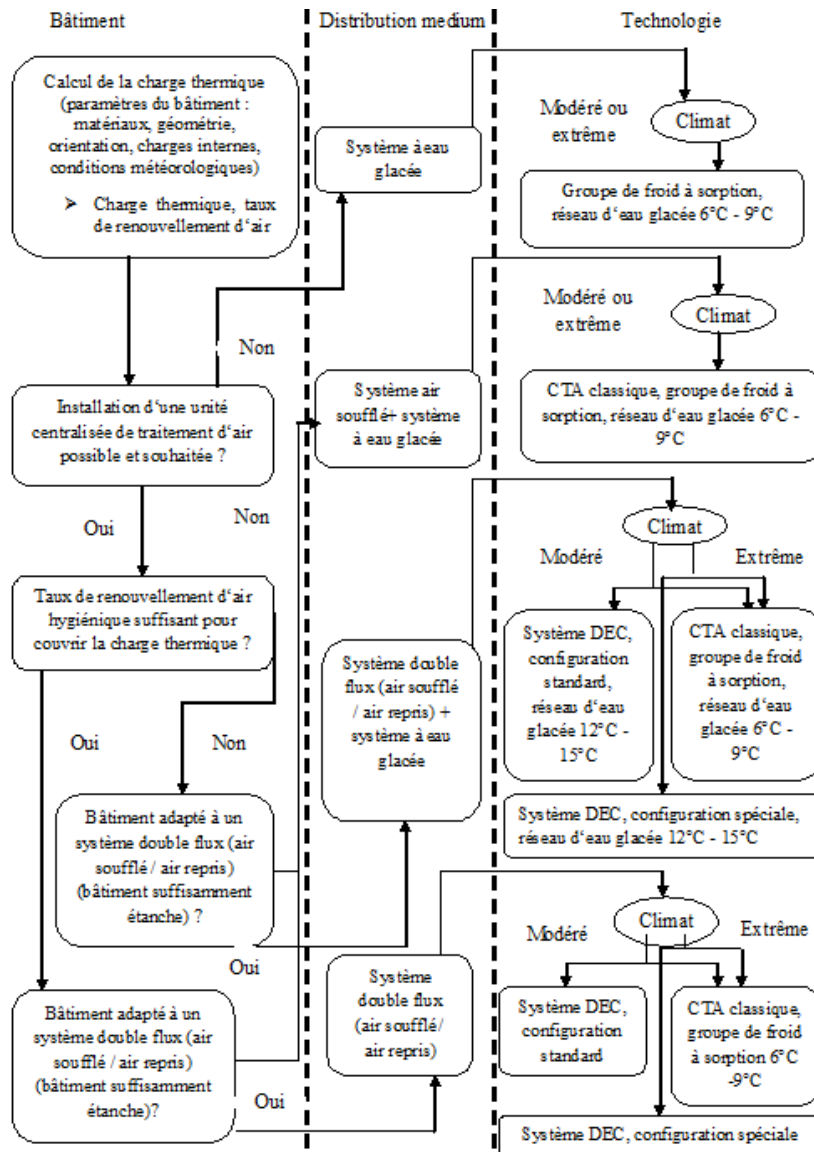 Bâtiment
Distribution medium
Technologie
Calcul de la charge thermique
(paramètres du bâtiment :
matériaux, géométrie,
orientation, charges internes,
conditions météorologiques)
➢ Charge thermique, taux
de renouvellement d'air
Système à eau
glacée
Modéré ou
extrême
Climat
Groupe de froid à sorption,
réseau d'eau glacée 6°C - 9°C
Non
Installation d'une unité
centralisée de traitement d'air
possible et souhaitée ?
Système air
soufflé+ système
à eau glacée
Modéré ou
extrême
Climat
CTA classique, groupe de froid à
sorption, réseau d'eau glacée 6°C -
9°C
Oui
Non
Taux de renouvellement d'air
hygiénique suffisant pour
couvrir la charge thermique ?
Oui
Non
Système double
flux (air soufflé
/ air repris) +
système à eau
glacée
Climat
Modéré
Extrême
Système DEC,
configuration
standard,
réseau d'eau
glacée 12°C -
15°C
CTA classique,
groupe de froid
à sorption,
réseau d'eau
glacée 6°C -
9°C
Système DEC, configuration spéciale,
réseau d'eau glacée 12°C - 15°C
Bâtiment adapté à un
système double flux (air
soufflé / air repris)
(bâtiment suffisamment
étanche) ?
Oui
Bâtiment adapté à un
système double flux (air
soufflé / air repris)
(bâtiment suffisamment
étanche)?
Oui
Système
double flux
(air soufflé/
air repris)
Climat
Modéré
Extrême
Système DEC,
configuration
standard
CTA classique,
groupe de froid
à sorption 6°C
-9°C
Système DEC, configuration spéciale